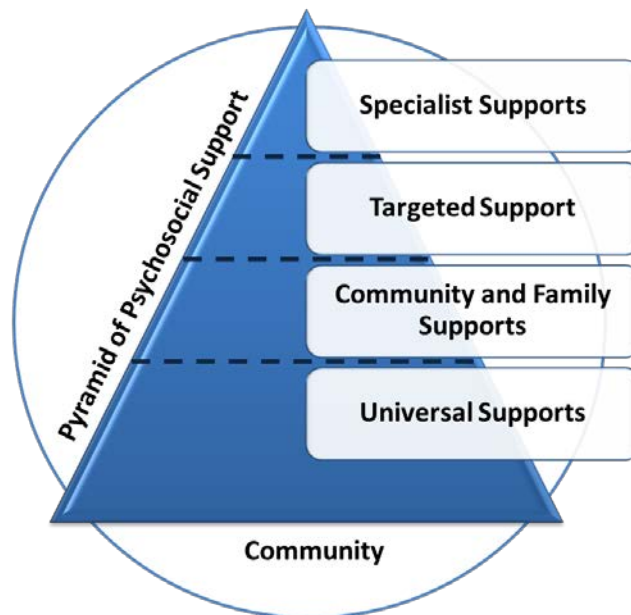 Pyramid of Psychosocial Support
Specialist Supports
Targeted Support
Community and Family
Supports
Universal Supports
Community